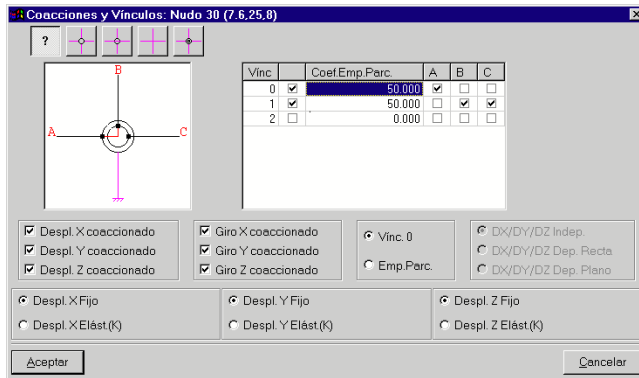 Coacciones y Vínculos: Nudo 30 (7.6,25,8)
?
B
A
C
Vínc Coef.Emp.Parc. A B C
0 50.000
1 50.000
2 0.000
Despl. X coaccionado
Despl. Y coaccionado
Despl. Z coaccionado
Giro X coaccionado
Giro Y coaccionado
Giro Z coaccionado
Vínc. 0
Emp.Parc.
DX/DY/DZ Indep.
DX/DY/DZ Dep. Recta
DX/DY/DZ Dep. Plano
Despl. X Fijo
Despl. Y Fijo
Despl. Z Fijo
Despl. X Elást.(K)
Despl. Y Elást.(K)
Despl. Z Elást.(K)
Aceptar
Cancelar